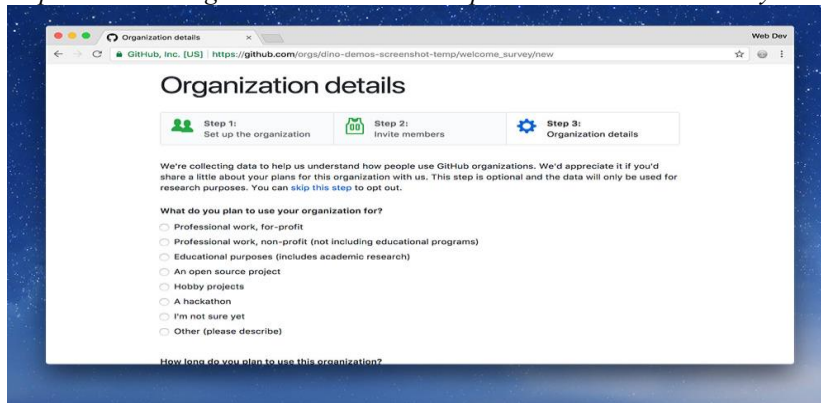 Organization details
Web Dev
GitHub, Inc. [US] https://github.com/orgs/dino-demos-screenshot-temp/welcome_survey/new
Organization details
Step 1:
Set up the organization
Step 2:
Invite members
Step 3:
Organization details
We're collecting data to help us understand how people use GitHub organizations. We'd appreciate it if you'd
share a little about your plans for this organization with us. This step is optional and the data will only be used for
research purposes. You can skip this step to opt out.
What do you plan to use your organization for?
Professional work, for-profit
Professional work, non-profit (not including educational programs)
Educational purposes (includes academic research)
An open source project
Hobby projects
A hackathon
I'm not sure yet
Other (please describe)
How long do you plan to use this organization?